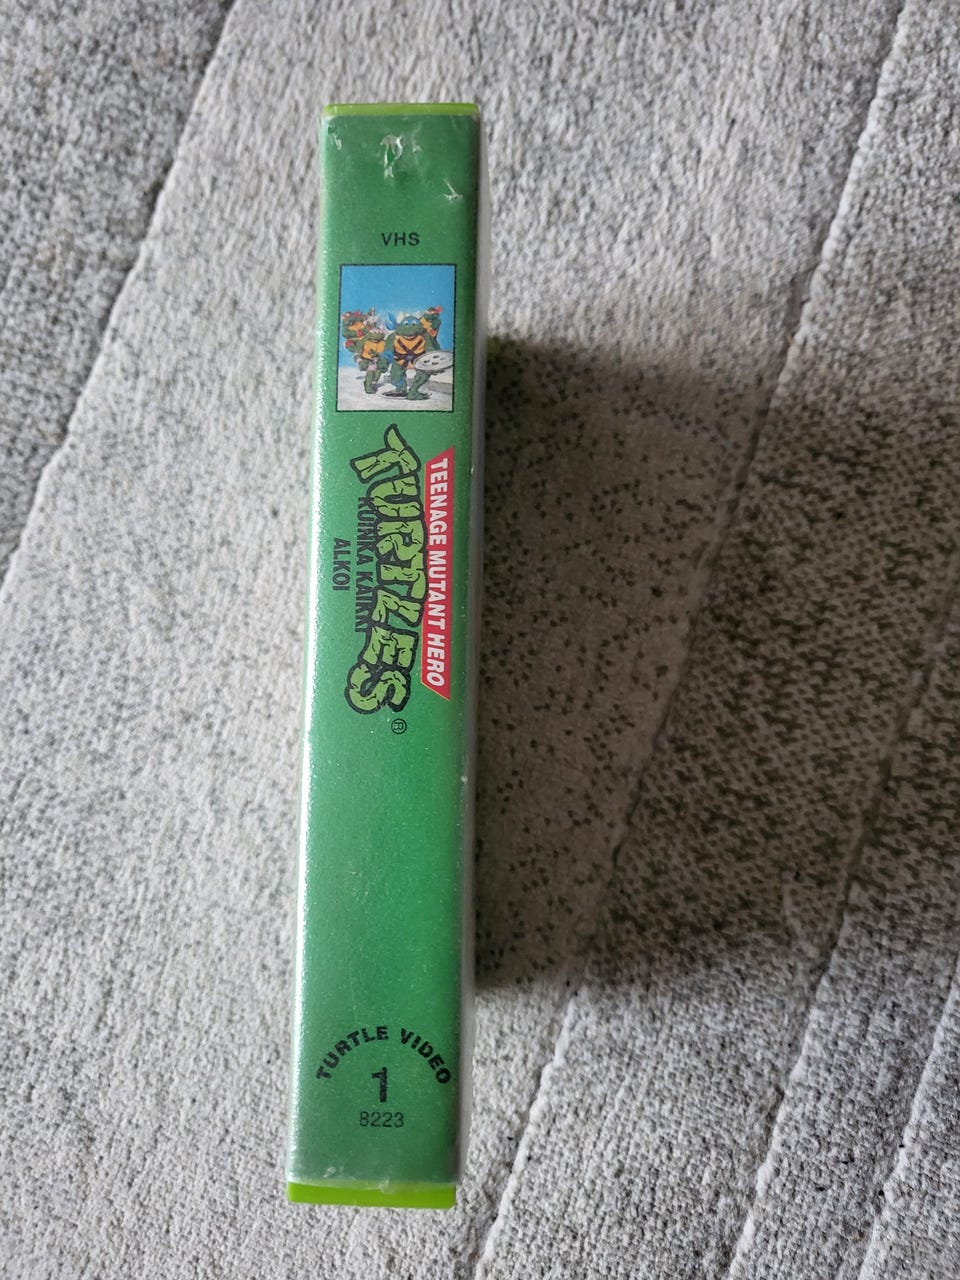 VHS
TEENAGE MUTANT HERO
TURTLES®
KUINKA KAIKKI
ALKOI
TURTLE VIDEO
1
8223